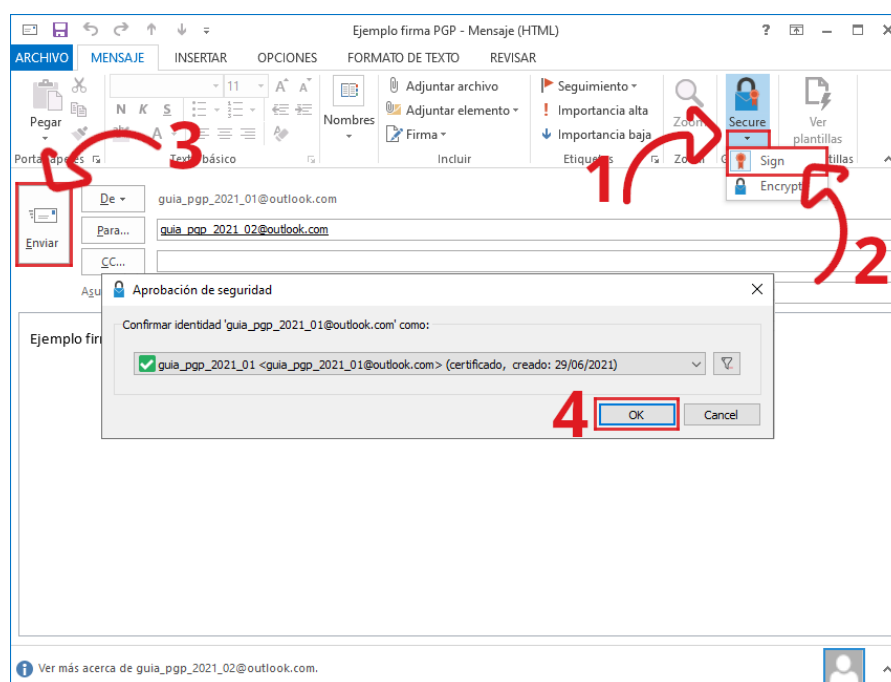 Ejemplo firma PGP - Mensaje (HTML)
?
ARCHIVO MENSAJE INSERTAR OPCIONES FORMATO DE TEXTO REVISAR
Pegar
11
N K S
A
Nombres
Adjuntar archivo
Adjuntar elemento
Firma
Seguimiento
Importancia alta
Importancia baja
Zoom
Secure
Ver
plantillas
Texto básico
Incluir
Etiquetas
Sign
Encrypt
1
2
3
Enviar
De
guia_pgp_2021_01@outlook.com
Para...
guia_pgp_2021_02@outlook.com
CC...
Aprobación de seguridad
Confirmar identidad 'guia_pgp_2021_01@outlook.com' como:
guia_pgp_2021_01 <guia_pgp_2021_01@outlook.com> (certificado, creado: 29/06/2021)
4
OK Cancel
Ejemplo
Ver más acerca de guia_pgp_2021_02@outlook.com.